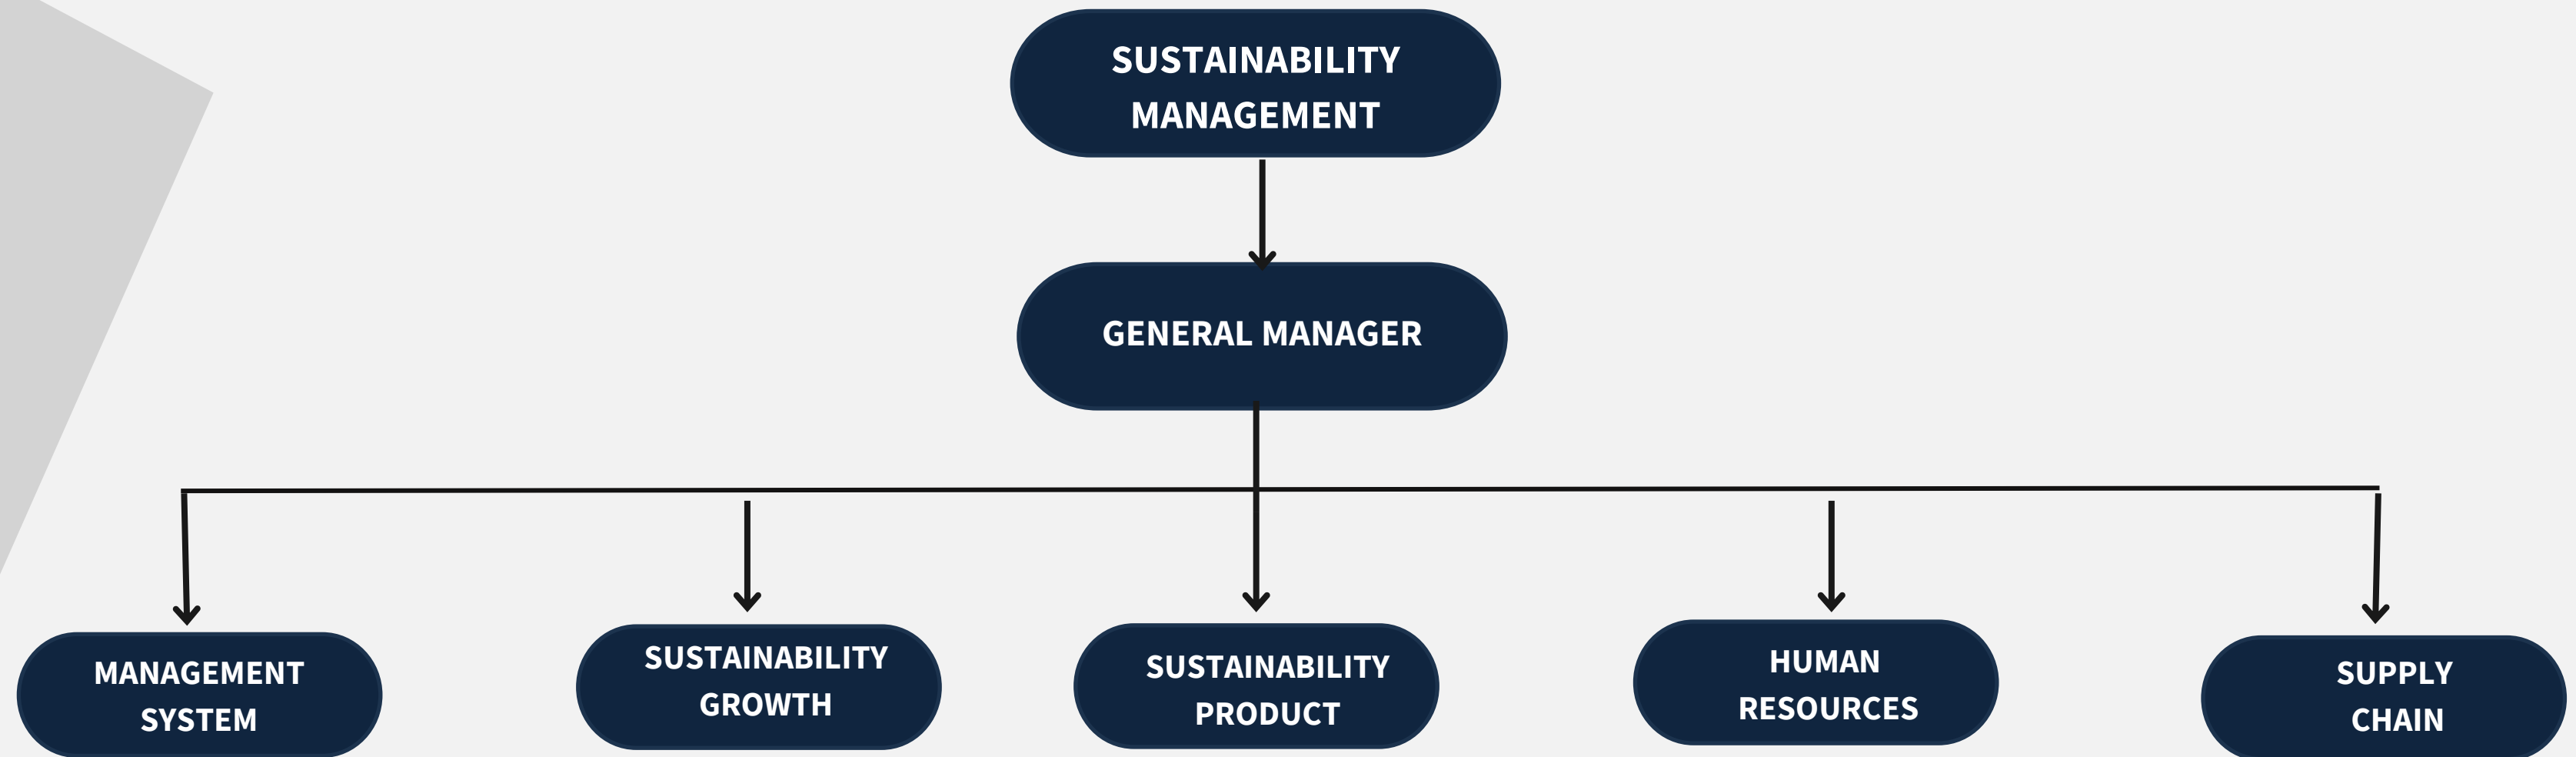 SUSTAINABILITY
MANAGEMENT
GENERAL MANAGER
MANAGEMENT
SYSTEM
SUSTAINABILITY
GROWTH
SUSTAINABILITY
PRODUCT
HUMAN
RESOURCES
SUPPLY
CHAIN